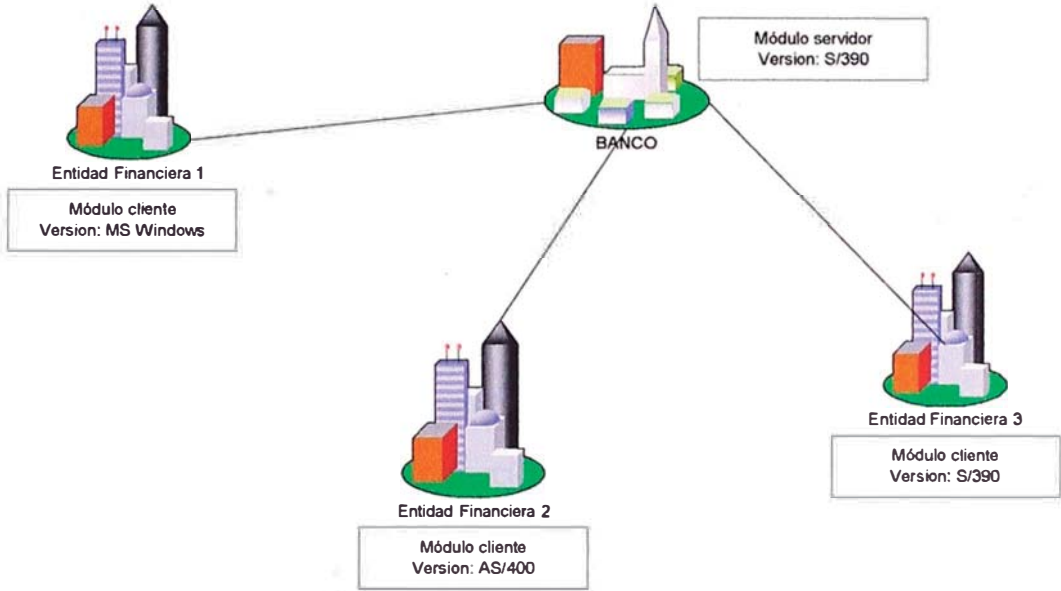 Módulo servidor
Version: S/390
BANCO
Entidad Financiera 1
Módulo cliente
Version: MS Windows
Entidad Financiera 3
Módulo cliente
Version: S/390
Entidad Financiera 2
Módulo cliente
Version: AS/400